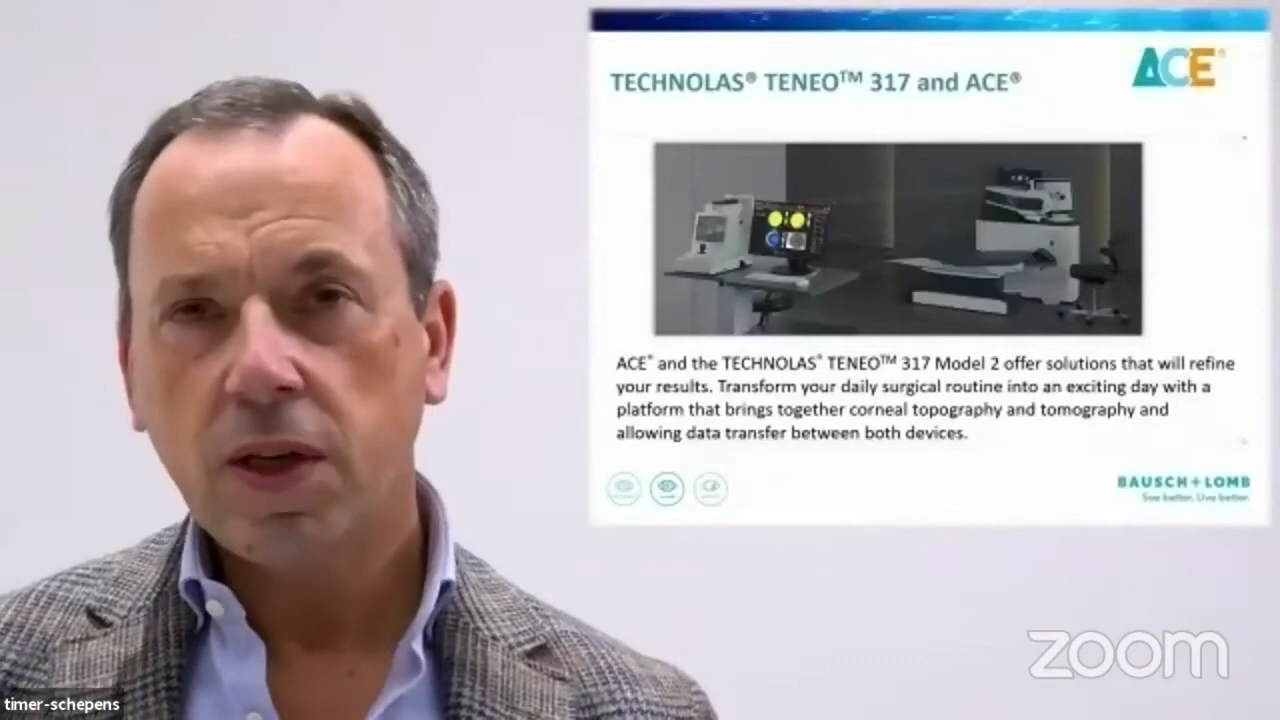 ACE®
TECHNOLAS® TENEO™ 317 and ACE®
ACE® and the TECHNOLAS® TENEO™ 317 Model 2 offer solutions that will refine
your results. Transform your daily surgical routine into an exciting day with a
platform that brings together corneal topography and tomography and
allowing data transfer between both devices.
BAUSCH + LOMB
See better. Live better.
zoom
timer-schepens